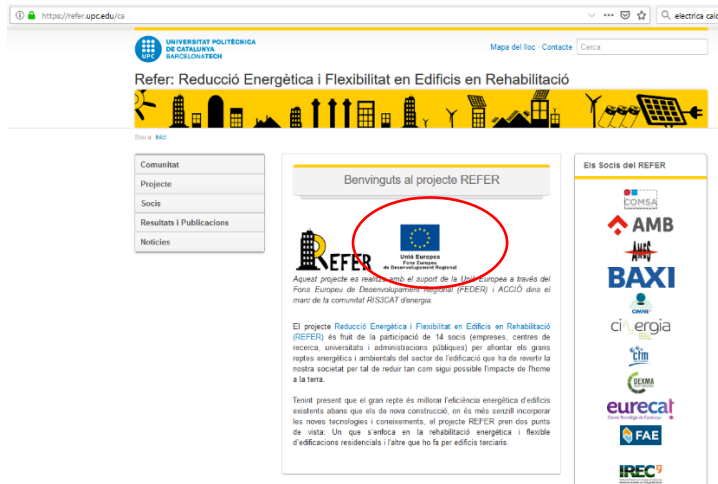 https://refer.upc.edu/ca
electrica calc
UNIVERSITAT POLITÈCNICA
DE CATALUNYA
BARCELONATECH
UPC
Mapa del lloc Contacte
Cerca
Refer: Reducció Energètica i Flexibilitat en Edificis en Rehabilitació
Inici
Comunitat
Projecte
Socis
Resultats i Publicacions
Notícies
Benvinguts al projecte REFER
REFER
Unió Europea
Fons Europeu
de Desenvolupament Regional
Aquest projecte es realitza amb el suport de la Unió Europea a través del
Fons Europeu de Desenvolupament Regional (FEDER) i ACCIÓ dins el
marc de la comunitat RIS3CAT d'energia.
El projecte Reducció Energètica i Flexibilitat en Edificis en Rehabilitació
(REFER) és fruit de la participació de 14 socis (empreses, centres de
recerca, universitats i administracions públiques) per afrontar els grans
reptes energètics i ambientals del sector de l'edificació que ha de revertir la
nostra societat per tal de reduir tan com sigui possible l'impacte de l'home
a la terra.
Tenint present que el gran repte és millorar l'eficiència energètica d'edificis
existents abans que els de nova construcció, on és més senzill incorporar
les noves tecnologies i coneixements, el projecte REFER pren dos punts
de vista: Un que s'enfoca en la rehabilitació energètica i flexible
d'edificacions residencials i l'altre que ho fa per edificis terciaris.
Els Socis del REFER
COMSA
AMB
BAXI
CIMNE
cinergia
ctm
DEXMA
eurecat
FAE
IREC